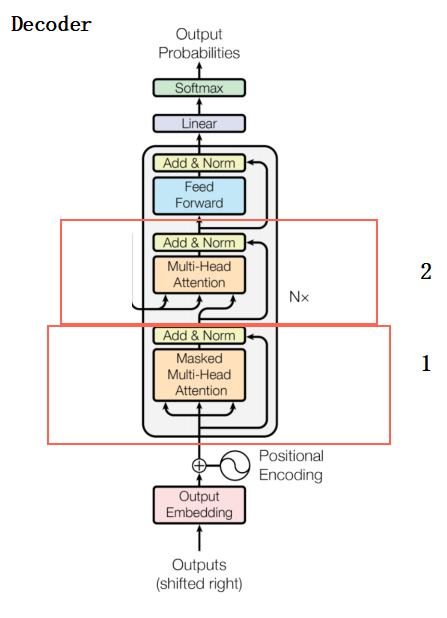 Decoder
Output
Probabilities
Softmax
Linear
Add & Norm
Feed
Forward
Add & Norm
Multi-Head
Attention
2
N×
Add & Norm
Masked
Multi-Head
Attention
1
Positional
Encoding
Output
Embedding
Outputs
(shifted right)